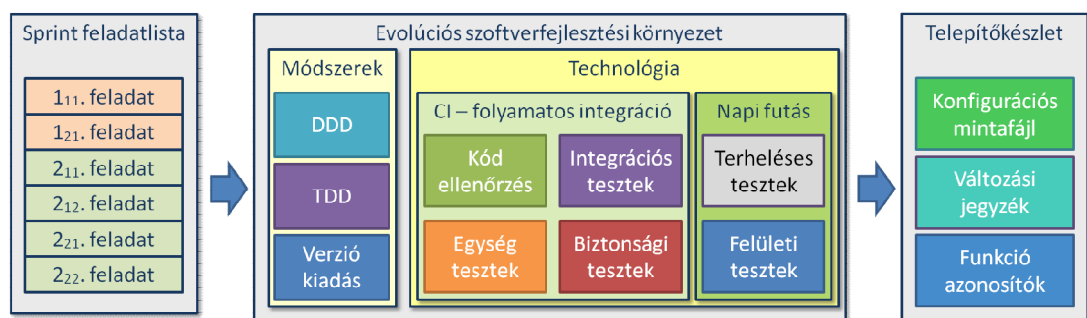 Sprint feladatlista
1₁₁. feladat
1₂₁. feladat
2₁₁. feladat
2₁₂. feladat
2₂₁. feladat
2₂₂. feladat
Evolúciós szoftverfejlesztési környezet
Módszerek
DDD
TDD
Verzió
kiadás
Technológia
CI – folyamatos integráció
Kód
ellenőrzés
Integrációs
tesztek
Egység
tesztek
Biztonsági
tesztek
Napi futás
Terheléses
tesztek
Felületi
tesztek
Telepítőkészlet
Konfigurációs
mintafájl
Változási
jegyzék
Funkció
azonosítók